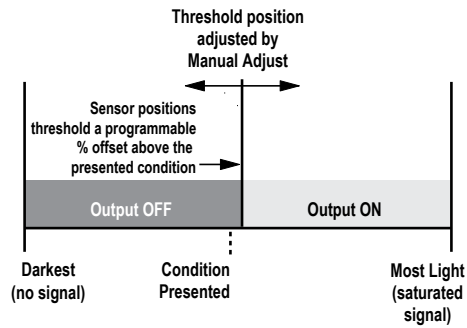 Threshold position
adjusted by
Manual Adjust
Sensor positions
threshold a programmable
% offset above the
presented condition
Output OFF
Output ON
Darkest
(no signal)
Condition
Presented
Most Light
(saturated
signal)